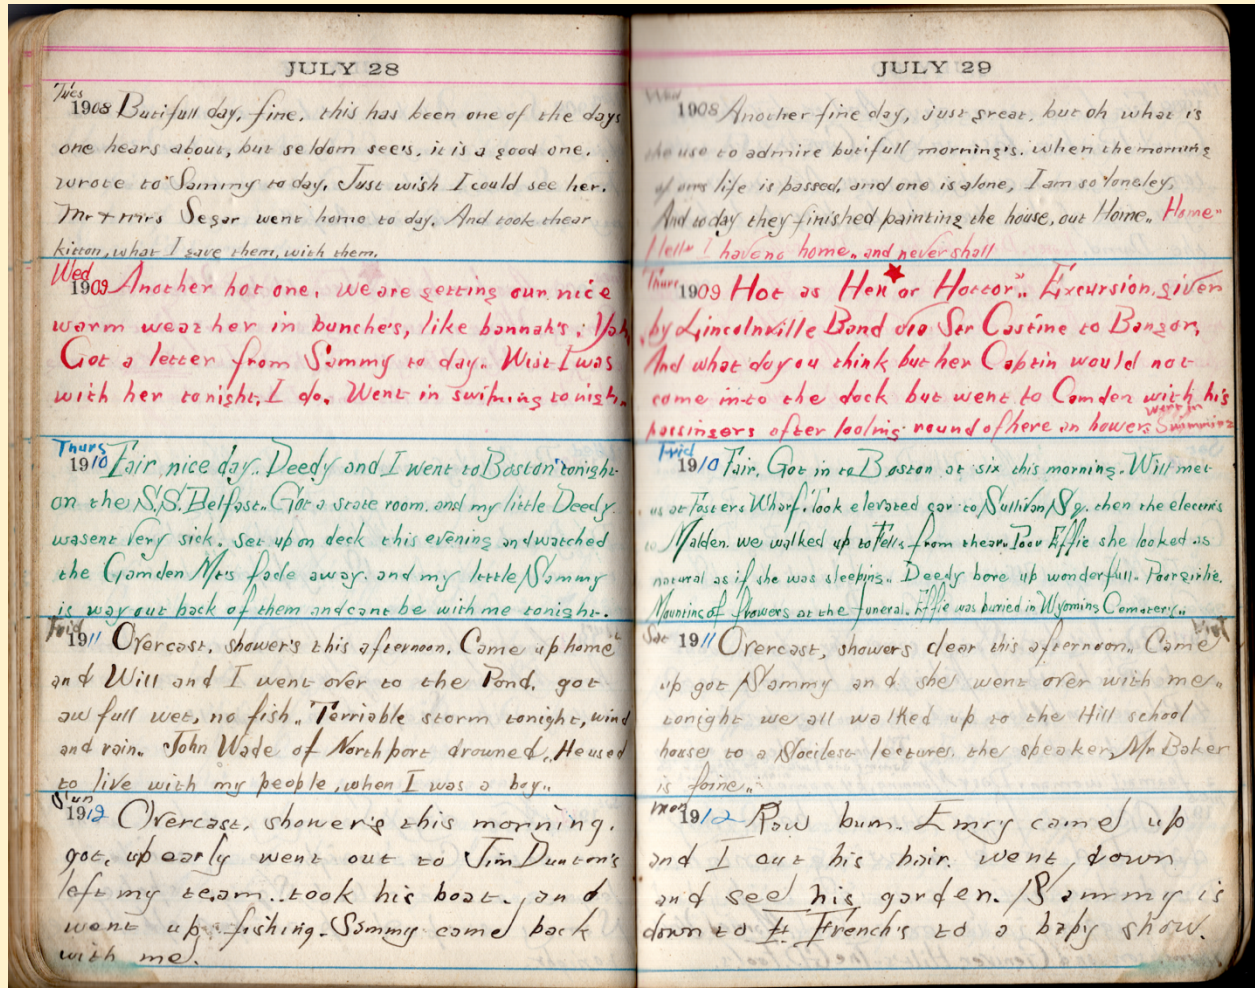 JULY 28
Tues
1908 Butifull day, fine, this has been one of the days
one hears about, but seldom see's, it is a good one.
wrote to Sammy to day, Just wish I could see her.
Mr & Mrs Segar went home to day. And took thear
kitton, what I gave them, with them.
Wed
1909 Another hot one. We are getting our nice
warm weather in bunche's, like bannah's. Yah
Got a letter from Sammy to day.. Wist I was
with her tonight, I do. Went in swiming tonigh..
Thurs
1910 Fair, nice day.. Deedy and I went to Boston tonight
on the S.S. Belfast.. Got a state room. and my little Deedy
wasent very sick. Set up on deck this evening and watched
the Camden Mt's fade away. and my little Sammy
is way out back of them and cant be with me tonight.
Frid
1911 Overcast, shower's this afternoon. Came up home
and Will and I went over to the Pond. got
awfull wet, no fish.. Terriable storm tonight, wind
and rain.. John Wade of Northport drowned,. He used
to live with my people, when I was a boy..
Sun
1912 Overcast, shower's this morning.
got, up early went out to Jim Dunton's
left my team.. took his boat. and
went up fishing. Sammy came back
with me.
JULY 29
1908 Another fine day, just great, but oh what is
the use to admire butifull morning's. when the morning
of ones life is passed, and one is alone, I am so loneley,
And to day they finished painting the house, our Home.. Home"
Hell" I have no home.. and never shall
Thurs
1909 Hot as Hell or Hotter".. Excursion, given
by Lincolnville Band via Str Castine to Bangor,
And what do you think but her Captin would not
come in to the dock but went to Camden with his
passingers after looling round of here an howers went in
Swimming
Frid
1910 Fair, Got in to Boston at six this morning. Will met
us at Fosters Wharf. Took elevated car to Sullivan Sq. then the electrics
to Malden. we walked up to Fells from thear. Poor Effie she looked as
natural as if she was sleeping.. Deedy bore up wonderfull.. Poor girlie.
Mounting of flowers at the funeral. Effie was buried in Wyoming Cematery..
Sat
1911 Overcast, showers clear this afternoon.. Came
up got Sammy and she went over with me..
tonight we all walked up to the Hill school
house to a Socilest lectures. the speaker, Mr Baker
is foine..
Mon
1912 Raw bum. Emry came up
and I cut his hair. went down
and see his garden. Sammy is
down to Et French's to a baby show.